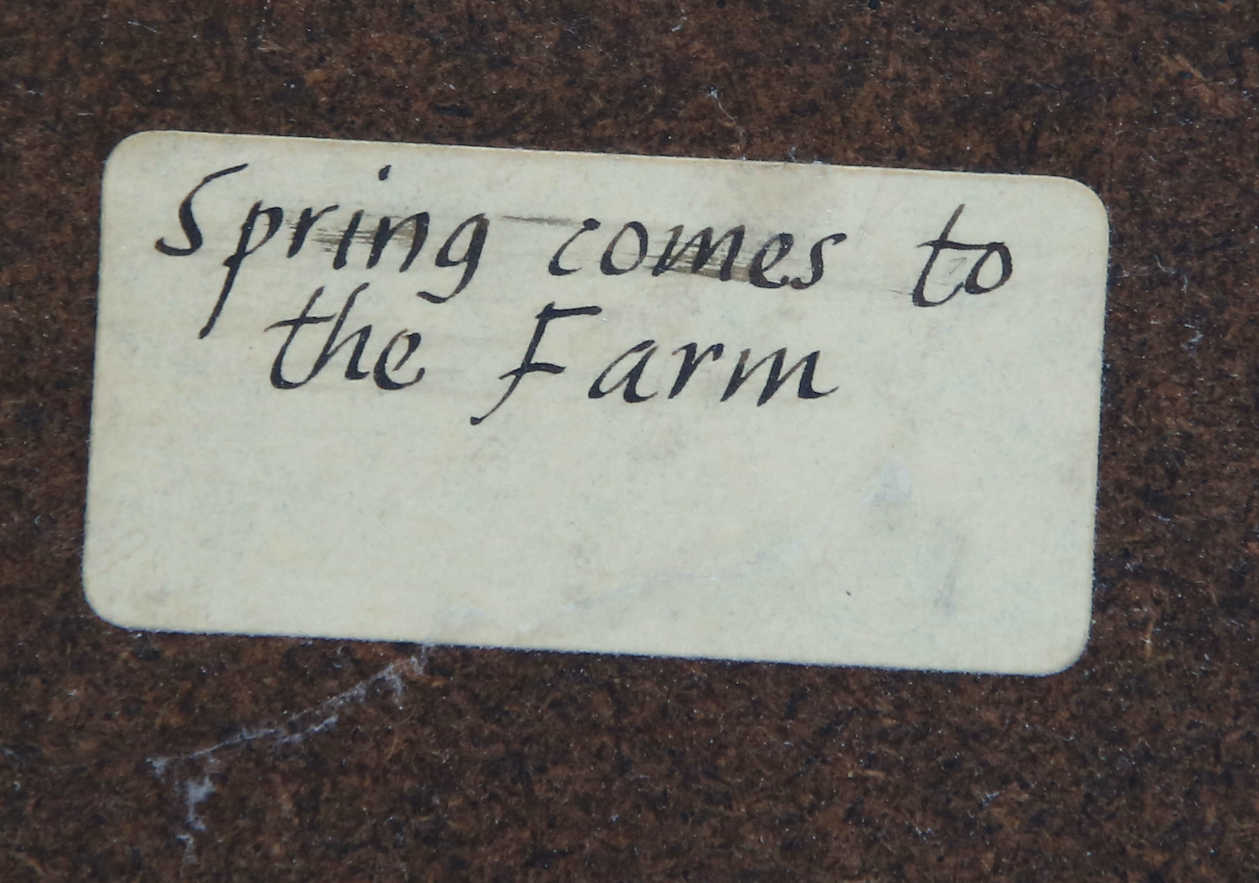 Spring comes to
the Farm